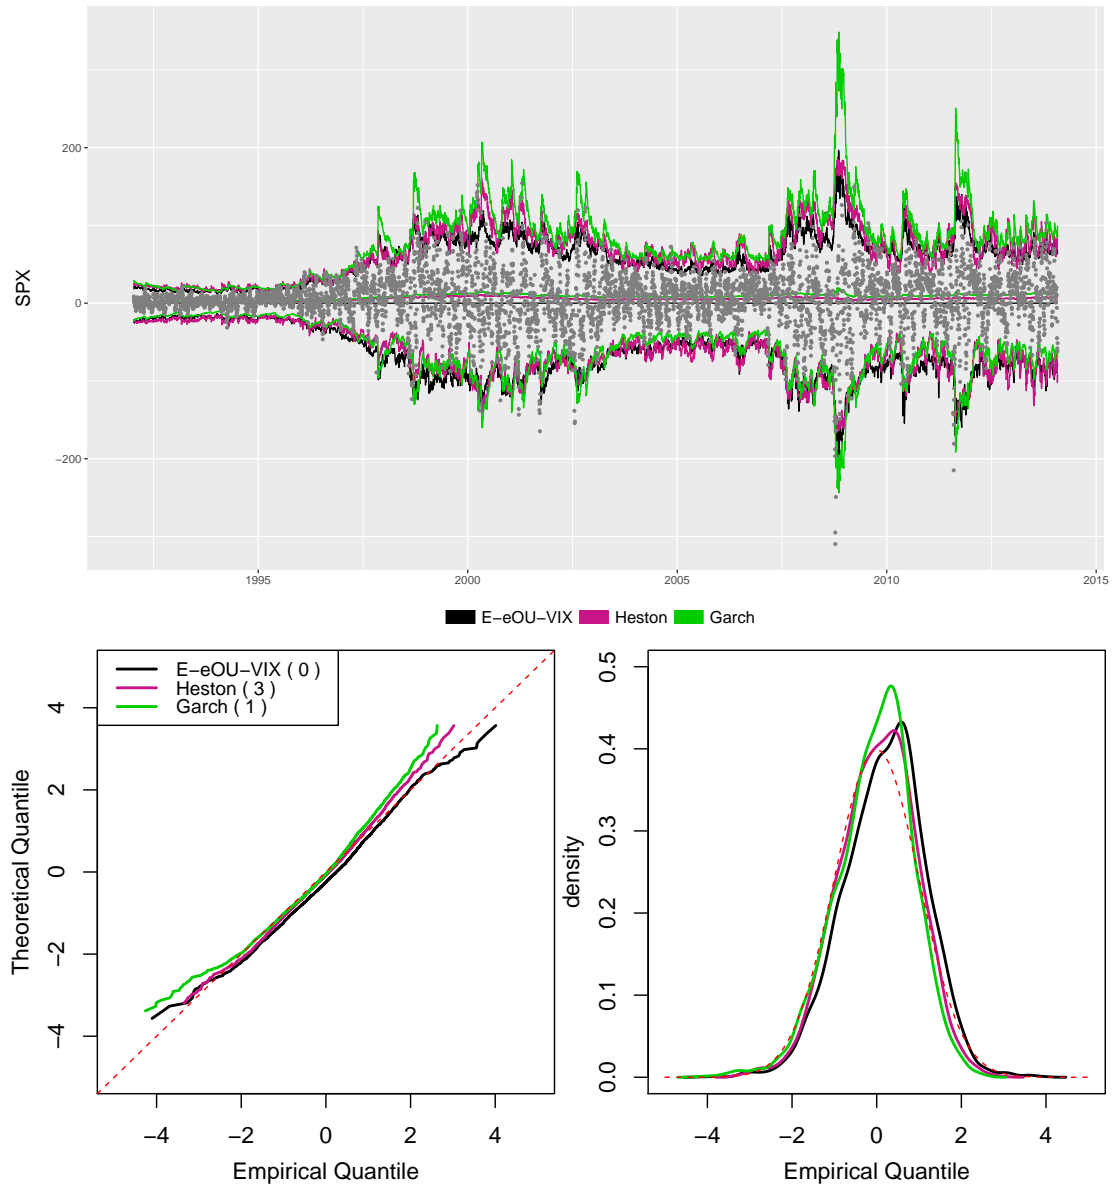 SPX
200
0
−200
1995
2000
2005
2010
2015
E−eOU−VIX Heston Garch
E−eOU−VIX ( 0 )
Heston ( 3 )
Garch ( 1 )
Theoretical Quantile
4
2
0
−2
−4
−4 −2 0 2 4
Empirical Quantile
density
0.5
0.4
0.3
0.2
0.1
0.0
−4 −2 0 2 4
Empirical Quantile